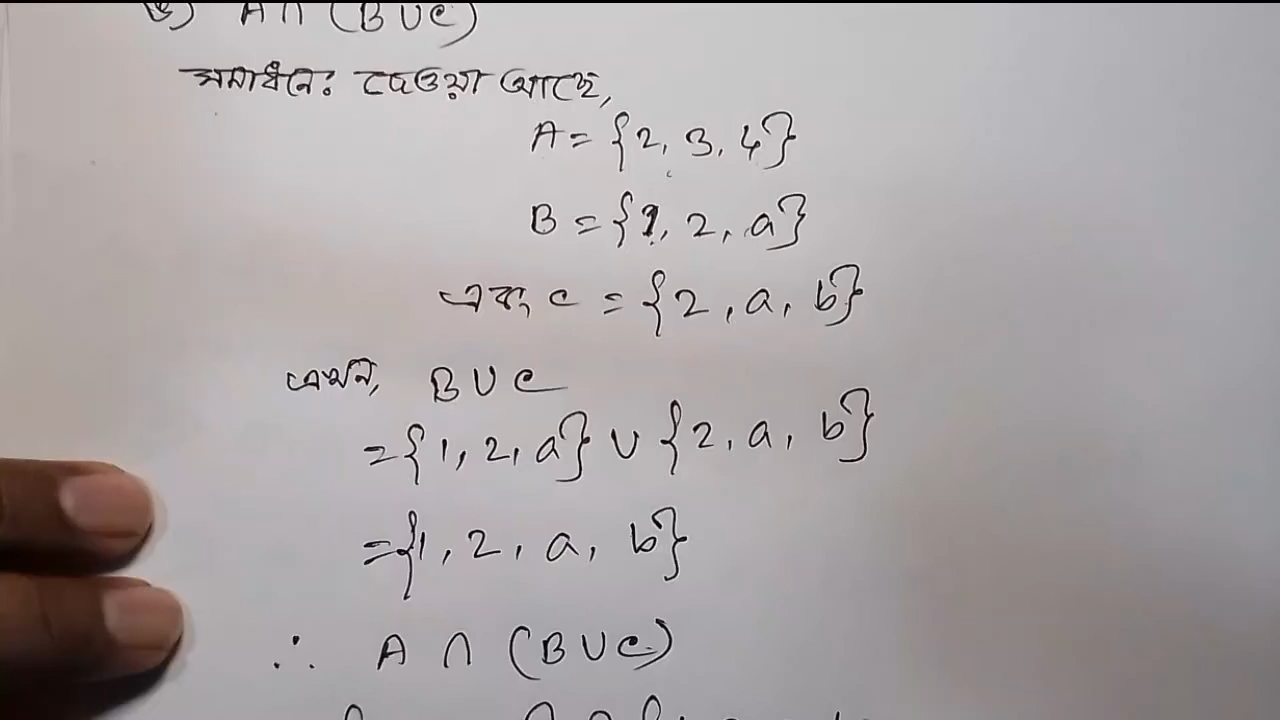 ঙ) A∩(B∪C)
সমাধান: দেওয়া আছে,
A = {2, 3, 4}
B = {1, 2, a}
এবং C = {2, a, b}
এখন, B∪C
= {1, 2, a} ∪ {2, a, b}
= {1, 2, a, b}
∴ A∩(B∪C)